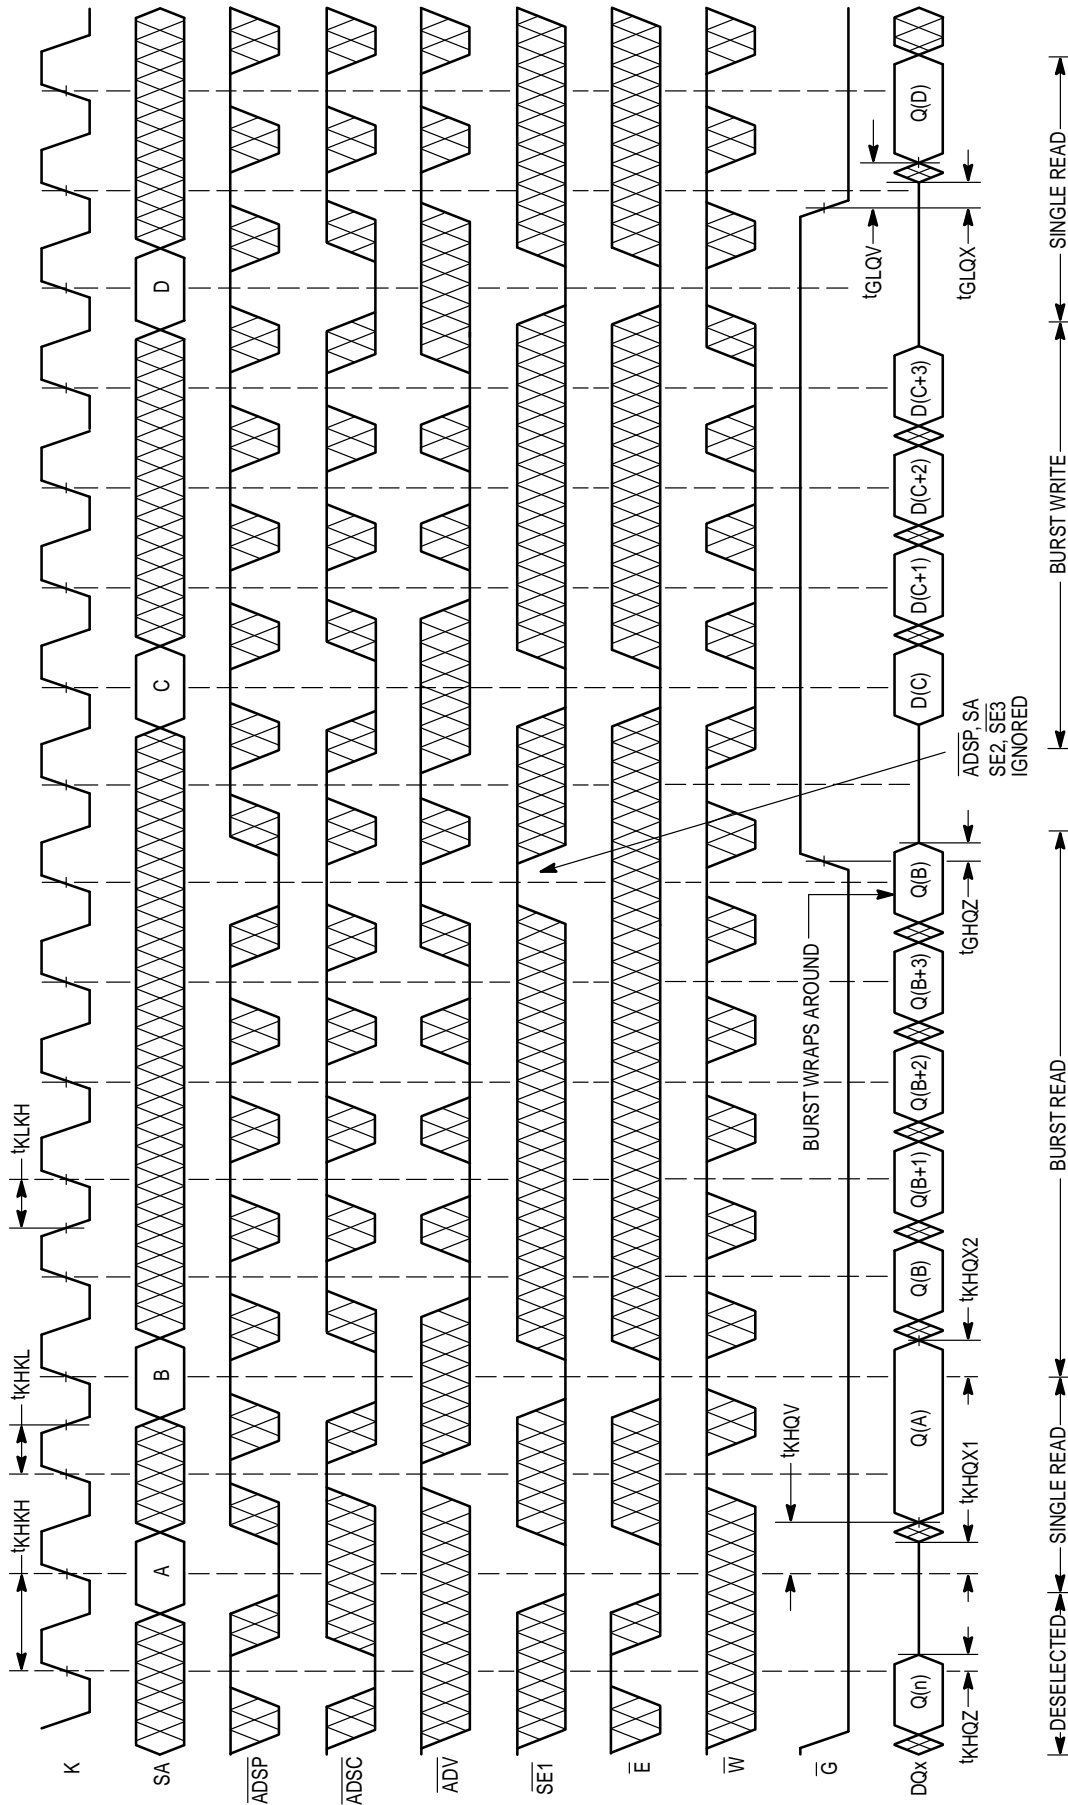 tKHKH
tKHKL
tKLKH
K
SA
A
B
C
D
ADSP
ADSC
ADV
SE1
E
W
tKHQV
BURST WRAPS AROUND
G
tGLQV
DQx
Q(n)
Q(A)
Q(B)
Q(B+1)
Q(B+2)
Q(B+3)
Q(B)
D(C)
D(C+1)
D(C+2)
D(C+3)
Q(D)
tKHQZ
tKHQX1
tKHQX2
tGHQZ
ADSP, SA
SE2, SE3
IGNORED
tGLQX
DESELECTED
SINGLE READ
BURST READ
BURST WRITE
SINGLE READ